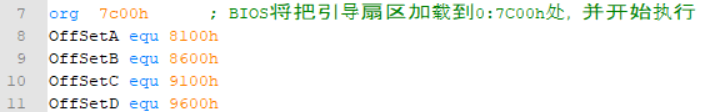 7 org 7c00h ; BIOS将把引导扇区加载到0:7C00h处, 并开始执行
8 OffSetA equ 8100h
9 OffSetB equ 8600h
10 OffSetC equ 9100h
11 OffSetD equ 9600h